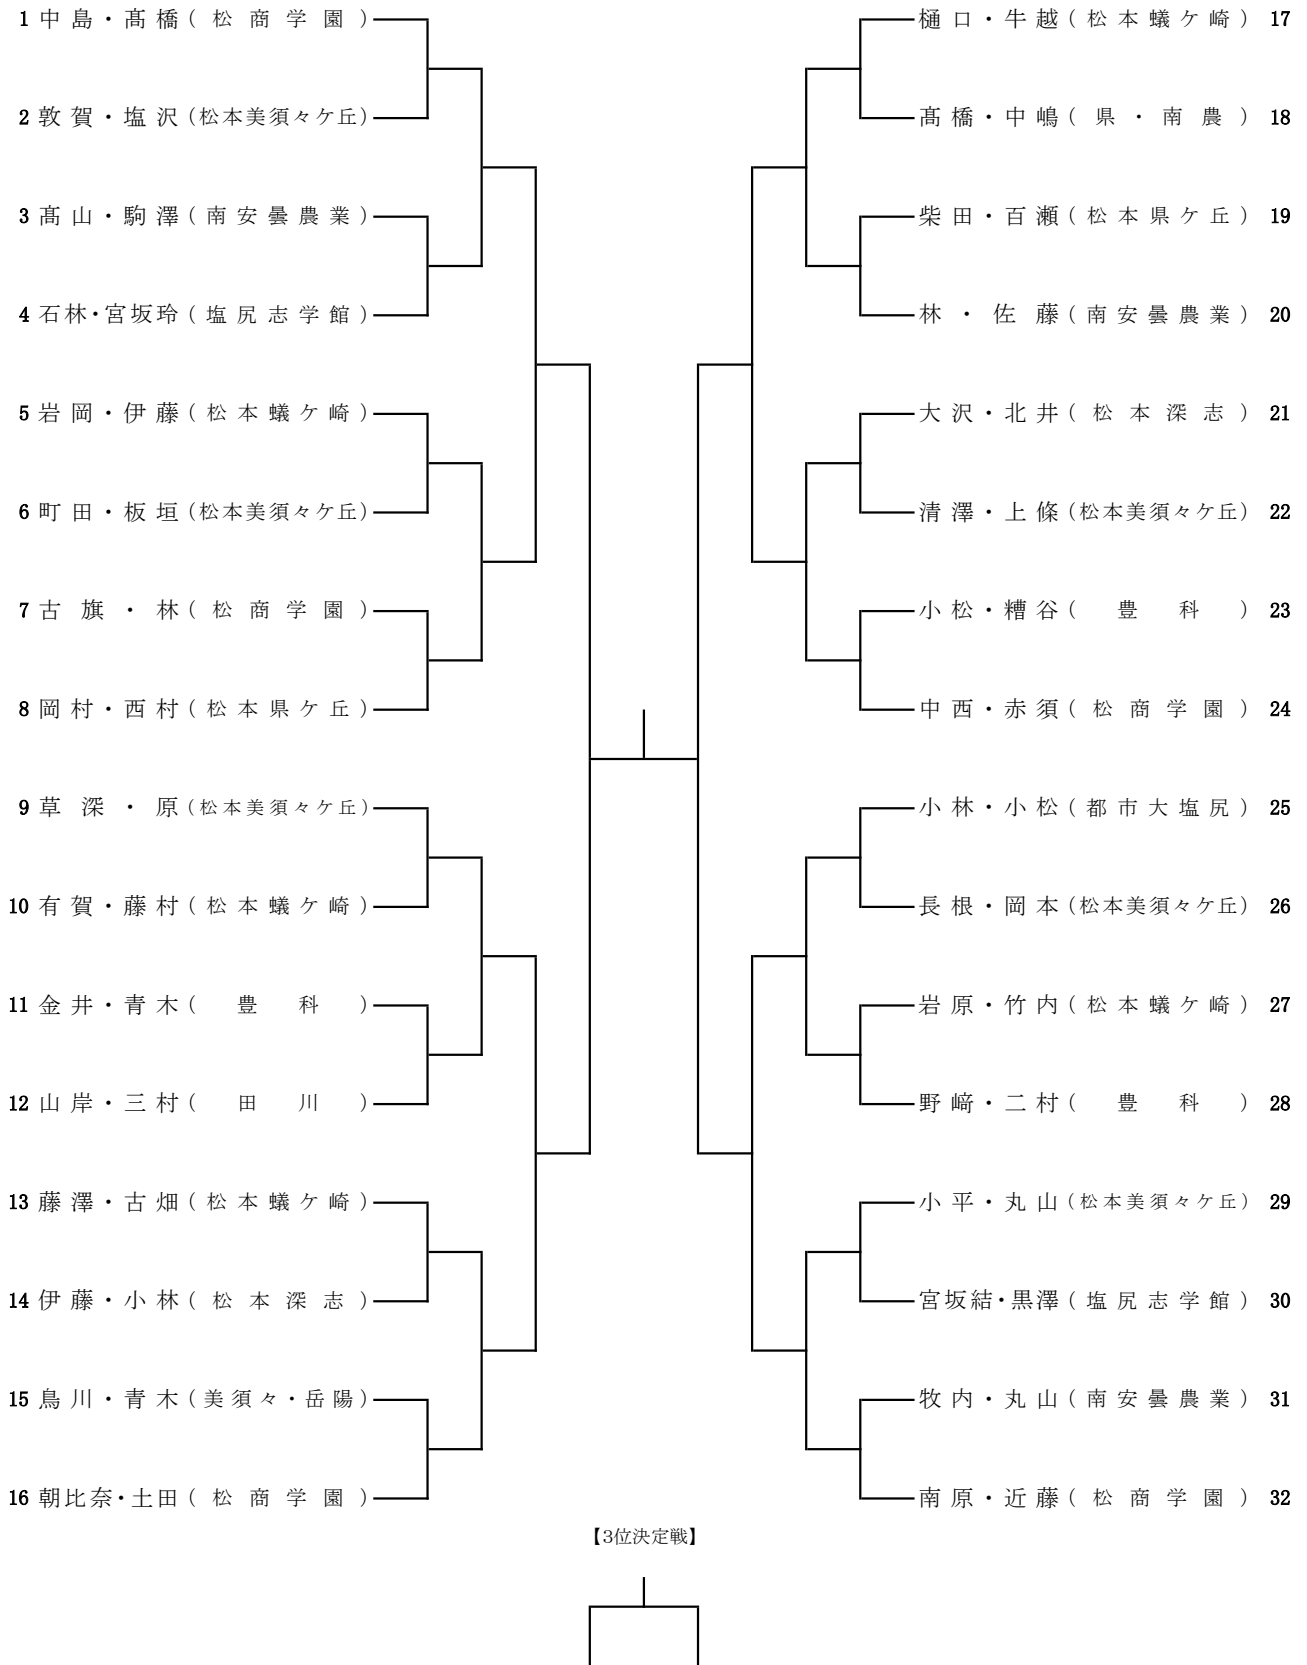 1 中島・髙橋(松商学園)
2 敦賀・塩沢(松本美須々ケ丘)
3 髙山・駒澤(南安曇農業)
4 石林・宮坂玲(塩尻志学館)
5 岩岡・伊藤(松本蟻ケ崎)
6 町田・板垣(松本美須々ケ丘)
7 古旗・林(松商学園)
8 岡村・西村(松本県ケ丘)
9 草深・原(松本美須々ケ丘)
10 有賀・藤村(松本蟻ケ崎)
11 金井・青木(豊科)
12 山岸・三村(田川)
13 藤澤・古畑(松本蟻ケ崎)
14 伊藤・小林(松本深志)
15 鳥川・青木(美須々・岳陽)
16 朝比奈・土田(松商学園)
樋口・牛越(松本蟻ケ崎) 17
髙橋・中嶋(県・南農) 18
柴田・百瀬(松本県ケ丘) 19
林・佐藤(南安曇農業) 20
大沢・北井(松本深志) 21
清澤・上條(松本美須々ケ丘) 22
小松・糟谷(豊科) 23
中西・赤須(松商学園) 24
小林・小松(都市大塩尻) 25
長根・岡本(松本美須々ケ丘) 26
岩原・竹内(松本蟻ケ崎) 27
野﨑・二村(豊科) 28
小平・丸山(松本美須々ケ丘) 29
宮坂結・黒澤(塩尻志学館) 30
牧内・丸山(南安曇農業) 31
南原・近藤(松商学園) 32
【3位決定戦】